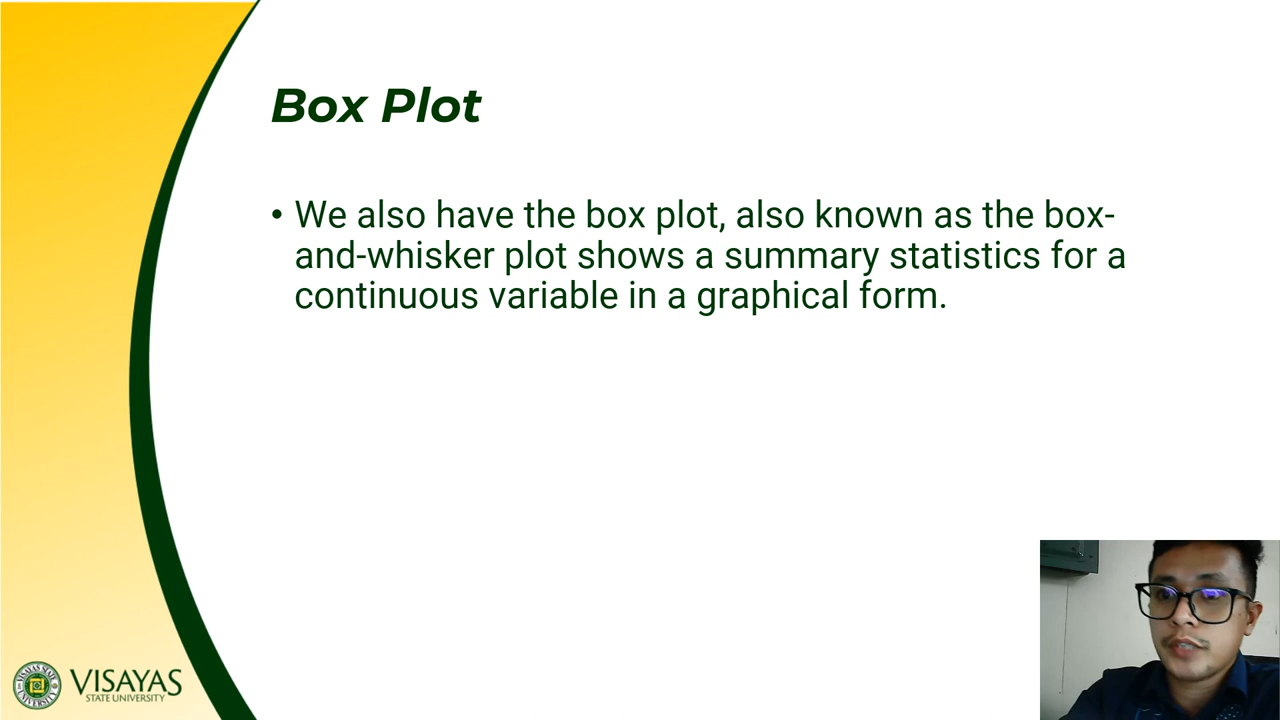 Box Plot
• We also have the box plot, also known as the box-
and-whisker plot shows a summary statistics for a
continuous variable in a graphical form.
VISAYAS
STATE UNIVERSITY